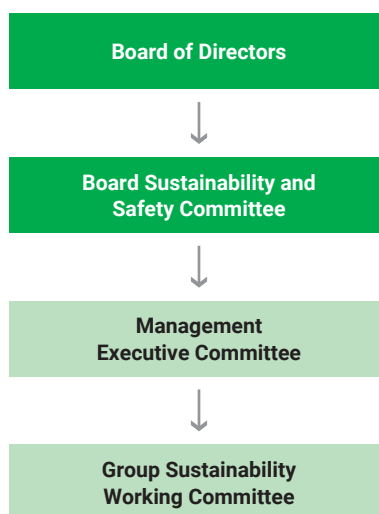 Board of Directors
Board Sustainability and
Safety Committee
Management
Executive Committee
Group Sustainability
Working Committee